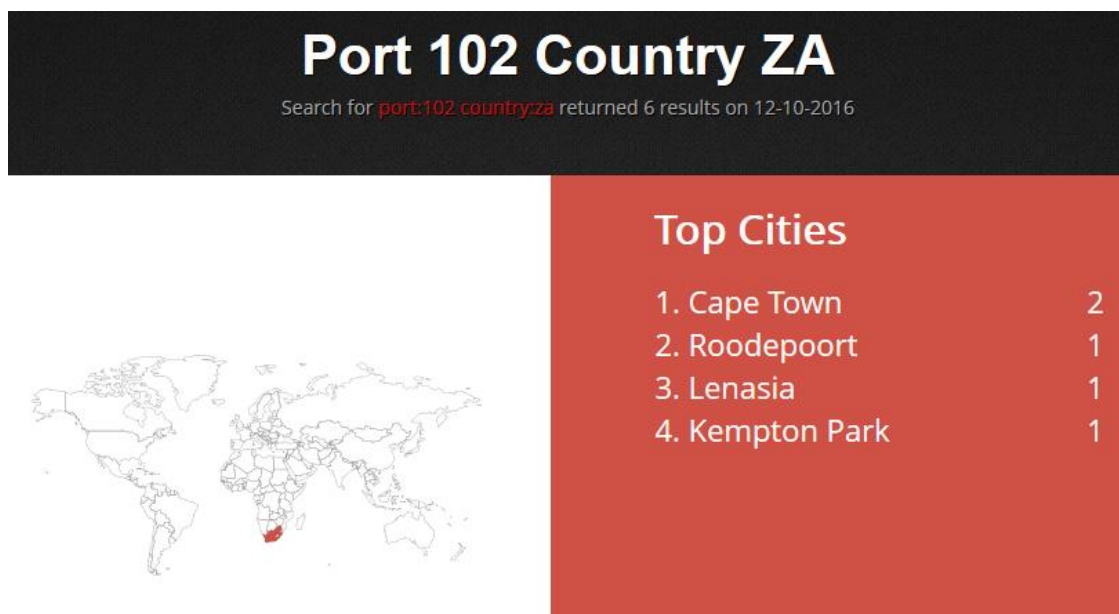 Port 102 Country ZA
Search for port:102 country:za returned 6 results on 12-10-2016
Top Cities
1. Cape Town 2
2. Roodepoort 1
3. Lenasia 1
4. Kempton Park 1